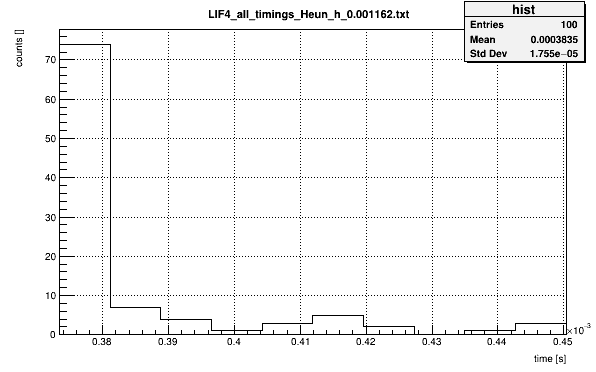 LIF4_all_timings_Heun_h_0.001162.txt
hist
Entries 100
Mean 0.0003835
Std Dev 1.755e−05
counts []
70
60
50
40
30
20
10
0
0.38 0.39 0.4 0.41 0.42 0.43 0.44 0.45
×10⁻³
time [s]